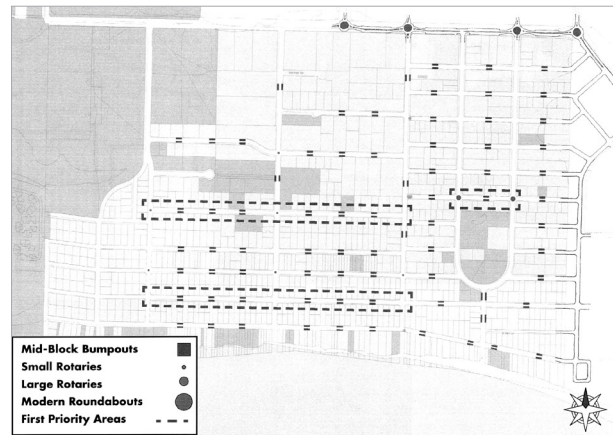 Mid-Block Bumpouts
Small Rotaries
Large Rotaries
Modern Roundabouts
First Priority Areas